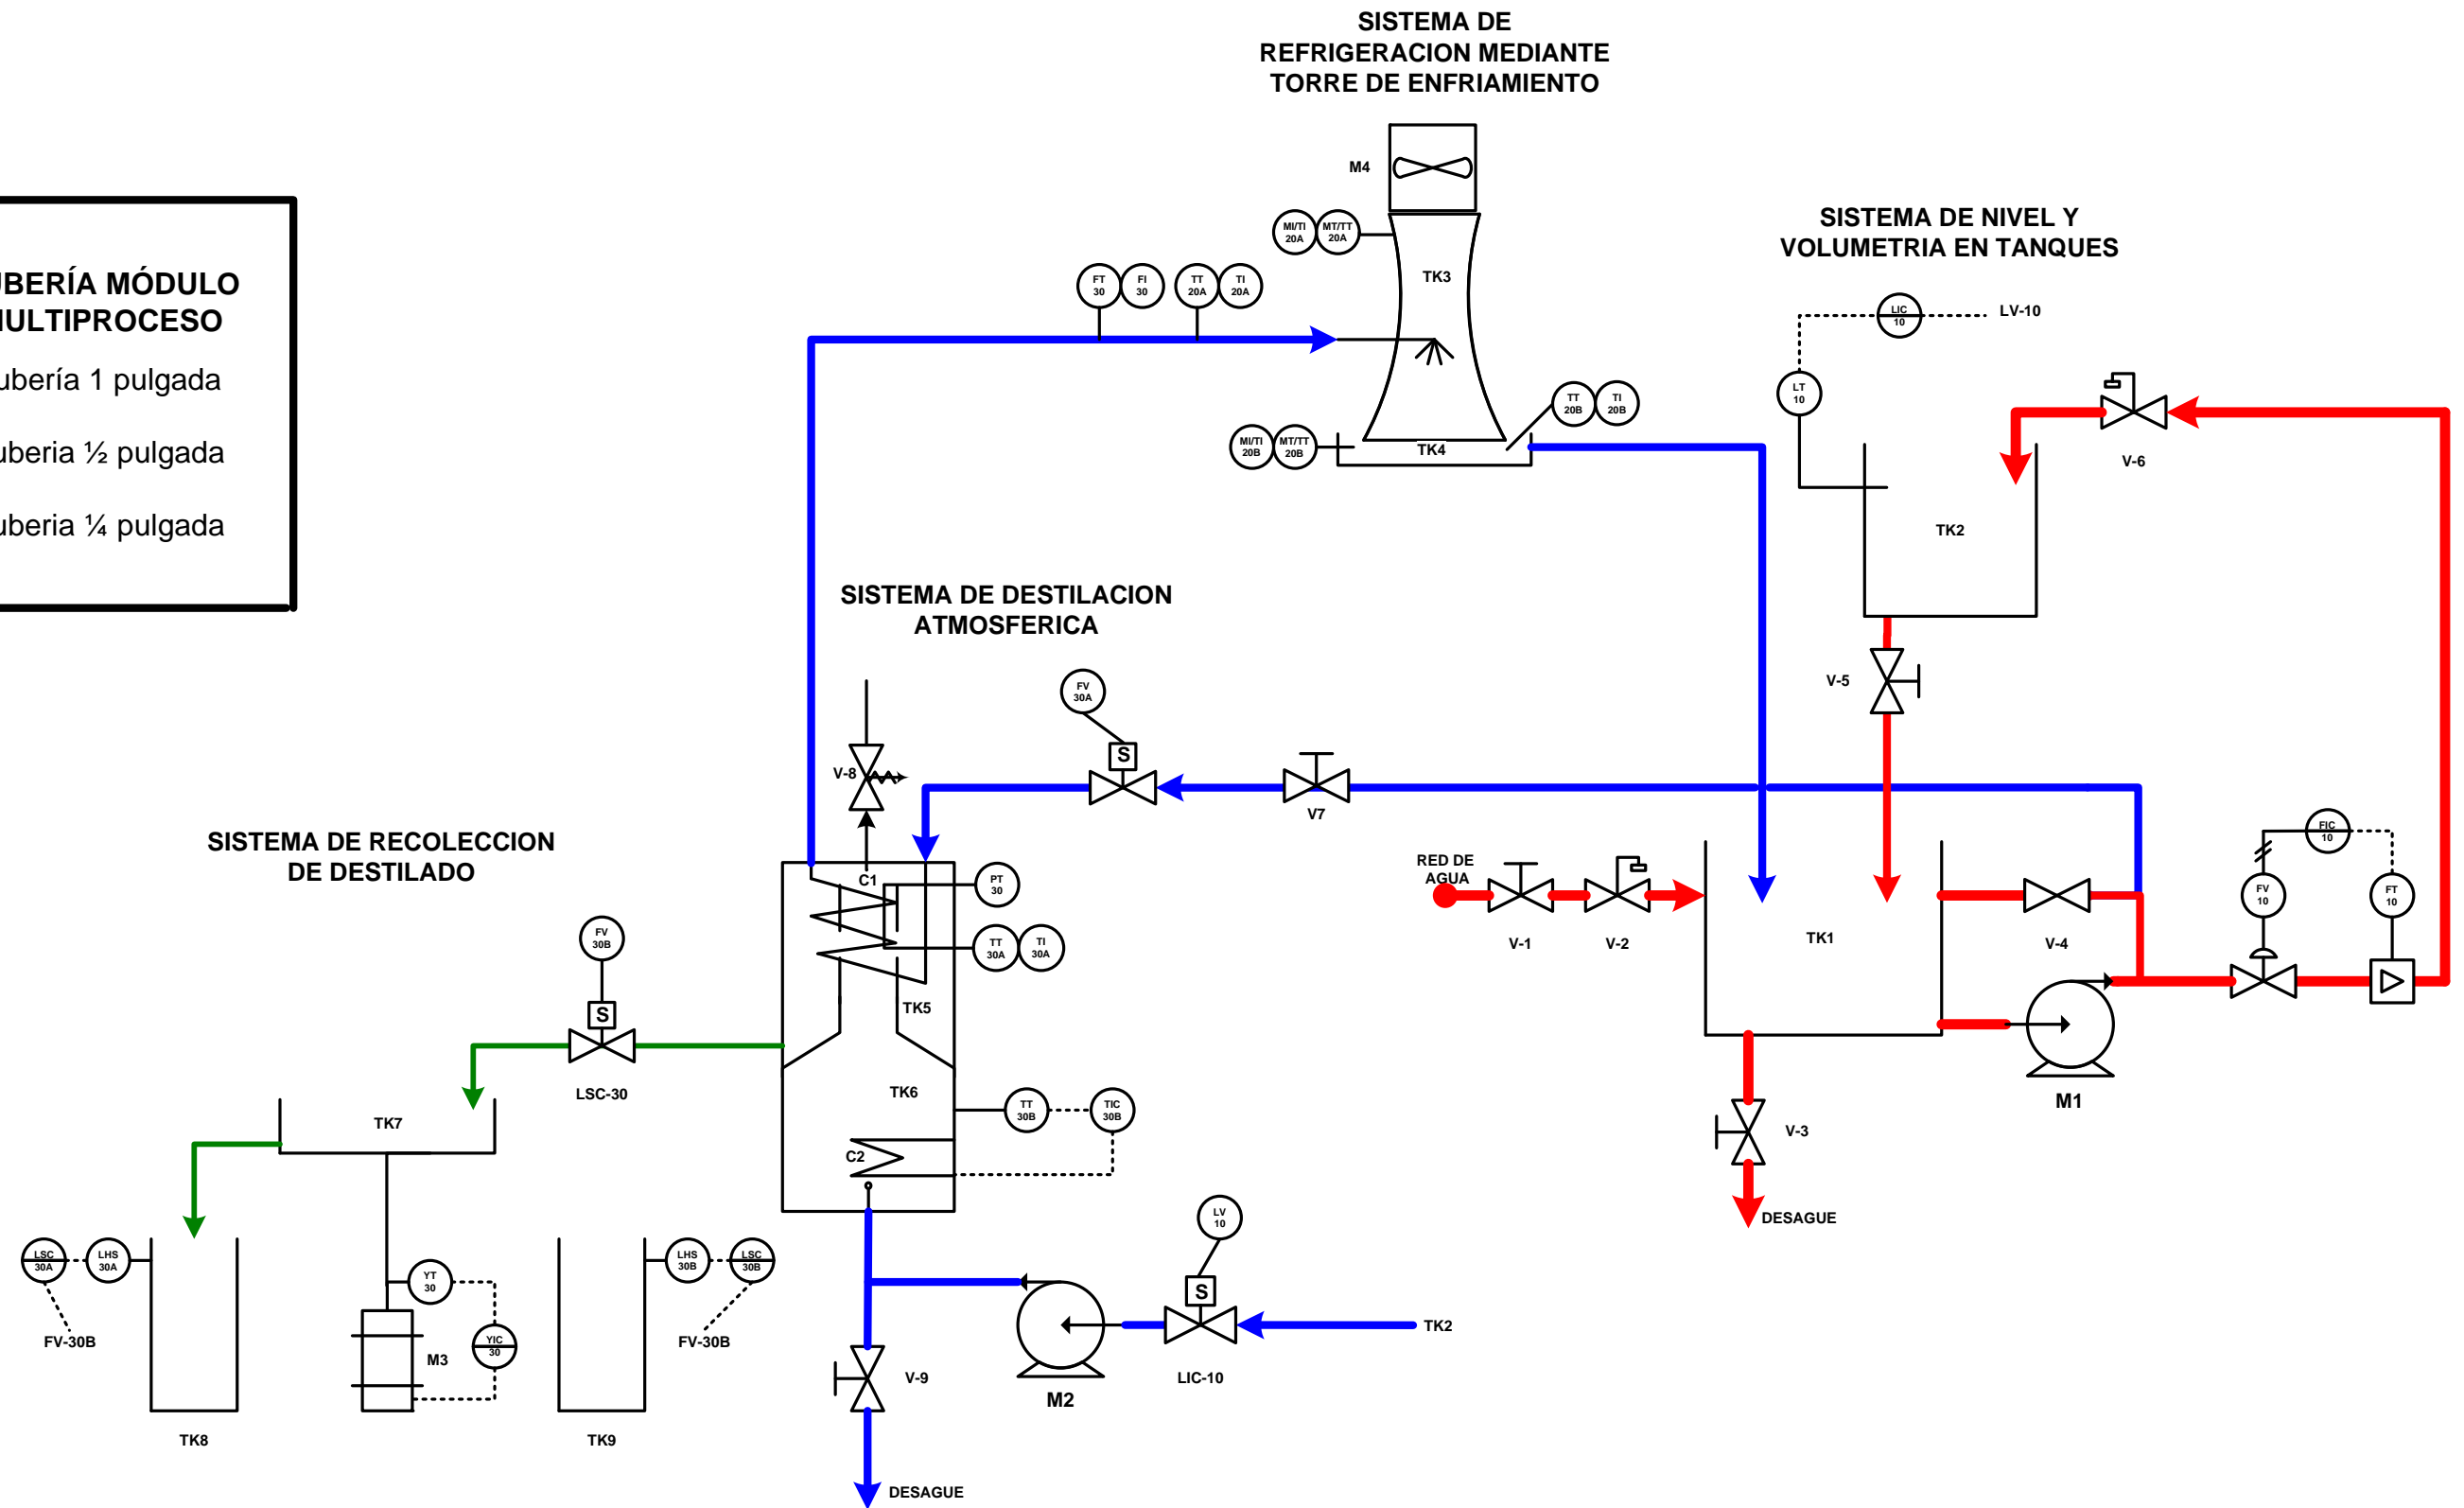 SISTEMA DE
REFRIGERACION MEDIANTE
TORRE DE ENFRIAMIENTO
M4
MI/TI
20A
MT/TT
20A
TK3
FT
30
FI
30
TT
20A
TI
20A
TT
20B
TI
20B
MI/TI
20B
MT/TT
20B
TK4
SISTEMA DE NIVEL Y
VOLUMETRIA EN TANQUES
LIC
10
LV-10
LT
10
V-6
TK2
V-5
UBERÍA MÓDULO
MULTIPROCESO
ubería 1 pulgada
uberia ½ pulgada
uberia ¼ pulgada
SISTEMA DE DESTILACION
ATMOSFERICA
FV
30A
S
V-8
V7
C1
PT
30
TT
30A
TI
30A
TK5
TK6
TT
30B
TIC
30B
C2
RED DE
AGUA
V-1
V-2
TK1
V-4
FIC
10
FV
10
FT
10
M1
V-3
DESAGUE
SISTEMA DE RECOLECCION
DE DESTILADO
FV
30B
S
LSC-30
TK7
LSC
30A
LHS
30A
FV-30B
TK8
YT
30
YIC
30
M3
LHS
30B
LSC
30B
FV-30B
TK9
LV
10
S
TK2
LIC-10
M2
V-9
DESAGUE